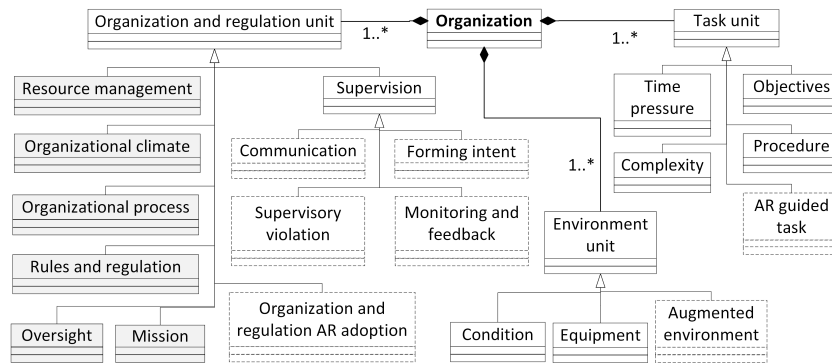 Organization and regulation unit
1..*
Organization
1..*
Task unit
Resource management
Supervision
Time
pressure
Objectives
Organizational climate
Communication
Forming intent
1..*
Complexity
Procedure
Organizational process
Supervisory
violation
Monitoring and
feedback
Environment
unit
AR guided
task
Rules and regulation
Organization and
regulation AR adoption
Oversight
Mission
Condition
Equipment
Augmented
environment